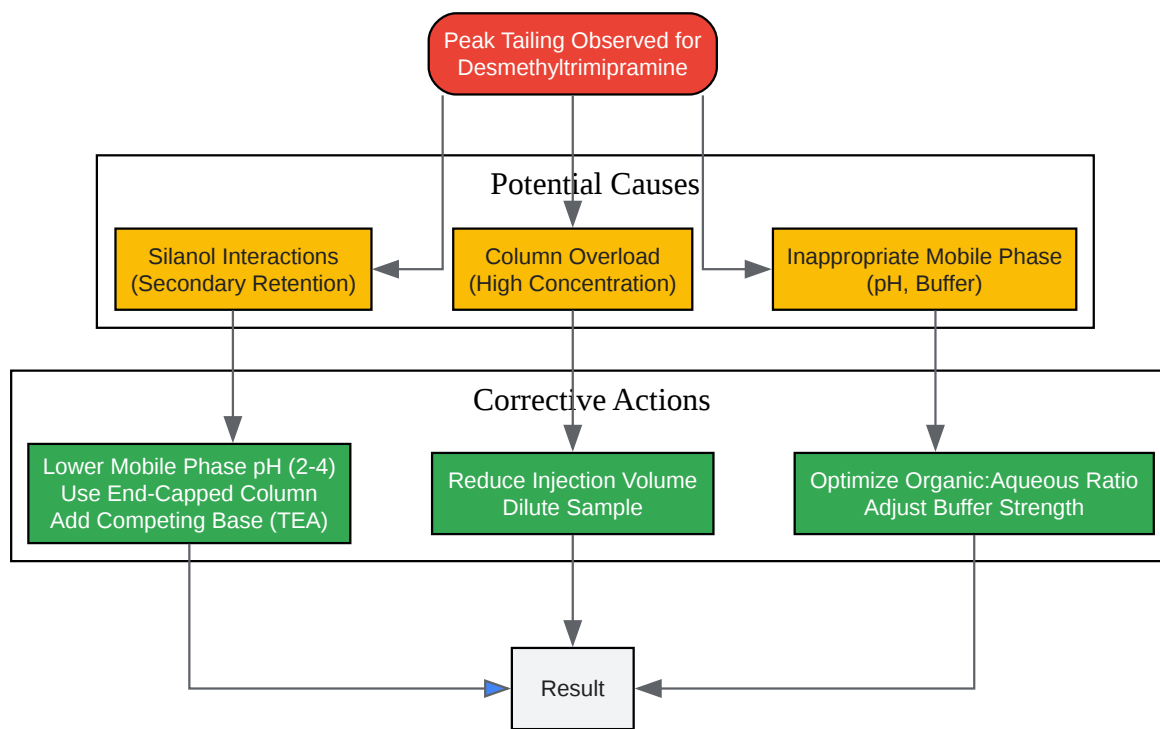 Peak Tailing Observed for
Desmethyltrimipramine
Potential Causes
Silanol Interactions
(Secondary Retention)
Column Overload
(High Concentration)
Inappropriate Mobile Phase
(pH, Buffer)
Corrective Actions
Lower Mobile Phase pH (2-4)
Use End-Capped Column
Add Competing Base (TEA)
Reduce Injection Volume
Dilute Sample
Optimize Organic:Aqueous Ratio
Adjust Buffer Strength
Result